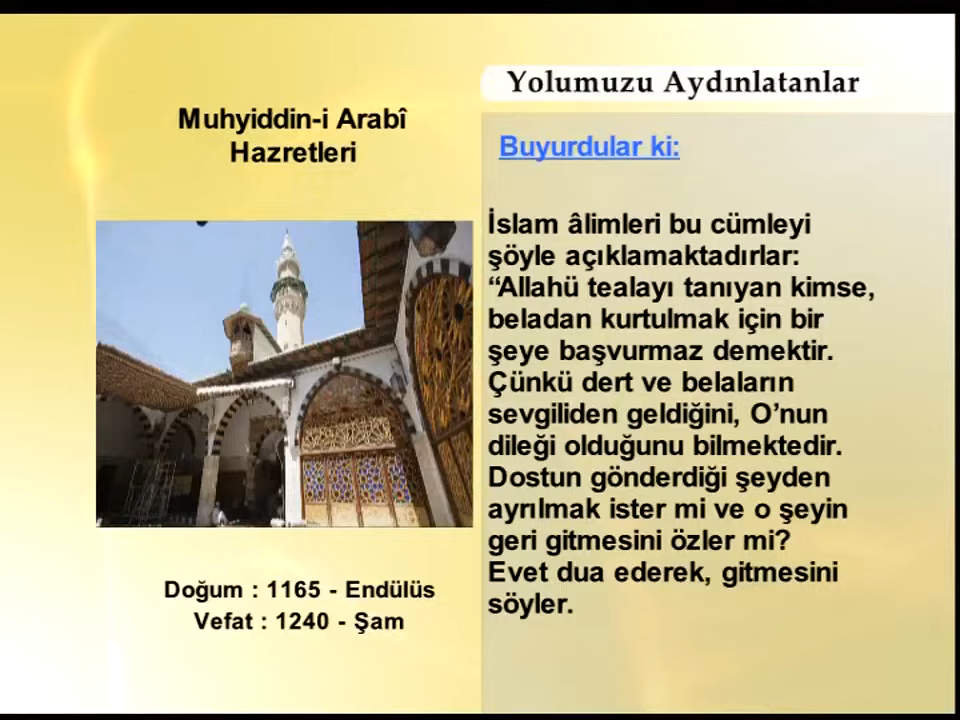 Yolumuzu Aydınlatanlar
Muhyiddin-i Arabî
Hazretleri
Doğum : 1165 - Endülüs
Vefat : 1240 - Şam
Buyurdular ki:
İslam âlimleri bu cümleyi
şöyle açıklamaktadırlar:
“Allahü tealayı tanıyan kimse,
beladan kurtulmak için bir
şeye başvurmaz demektir.
Çünkü dert ve belaların
sevgiliden geldiğini, O’nun
dileği olduğunu bilmektedir.
Dostun gönderdiği şeyden
ayrılmak ister mi ve o şeyin
geri gitmesini özler mi?
Evet dua ederek, gitmesini
söyler.